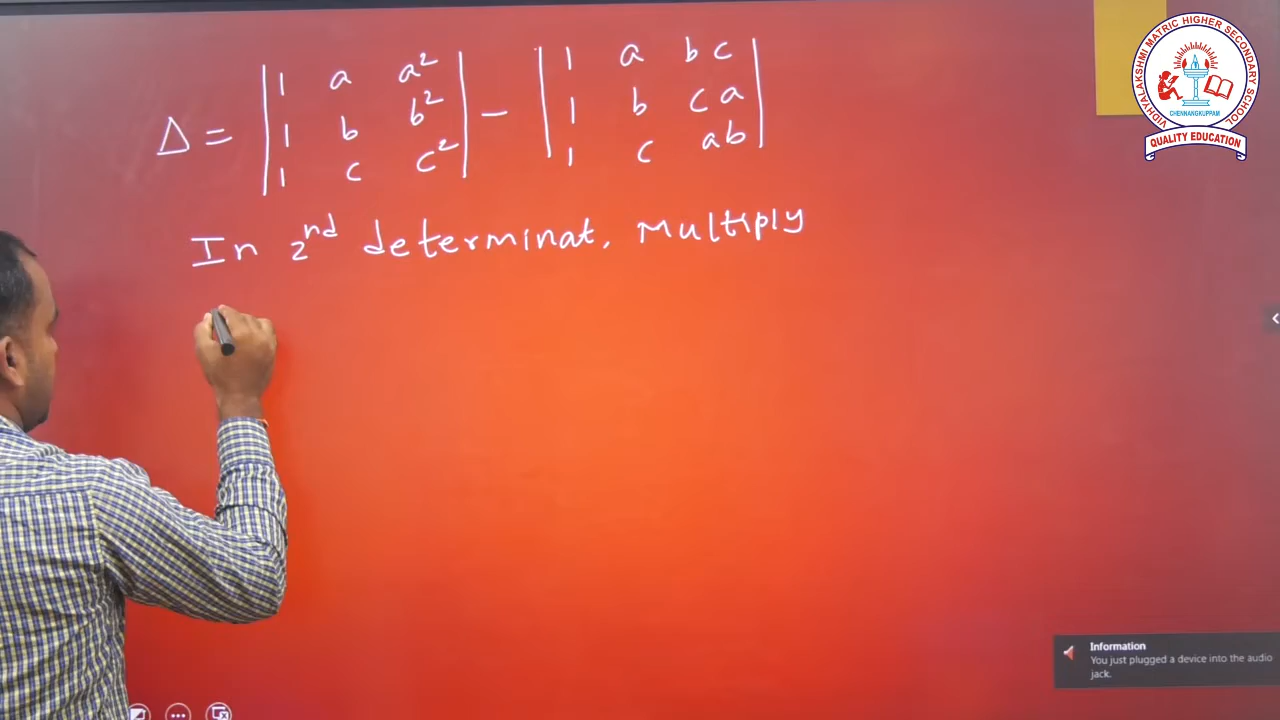 Δ = | 1 a a² | − | 1 a bc |
| 1 b b² | | 1 b ca |
| 1 c c² | | 1 c ab |
In 2nd determinat, Multiply
VIDHYALAKSHMI MATRIC HIGHER SECONDARY SCHOOL
CHENNANGKUPPAM
QUALITY EDUCATION
Information
You just plugged a device into the audio
jack.